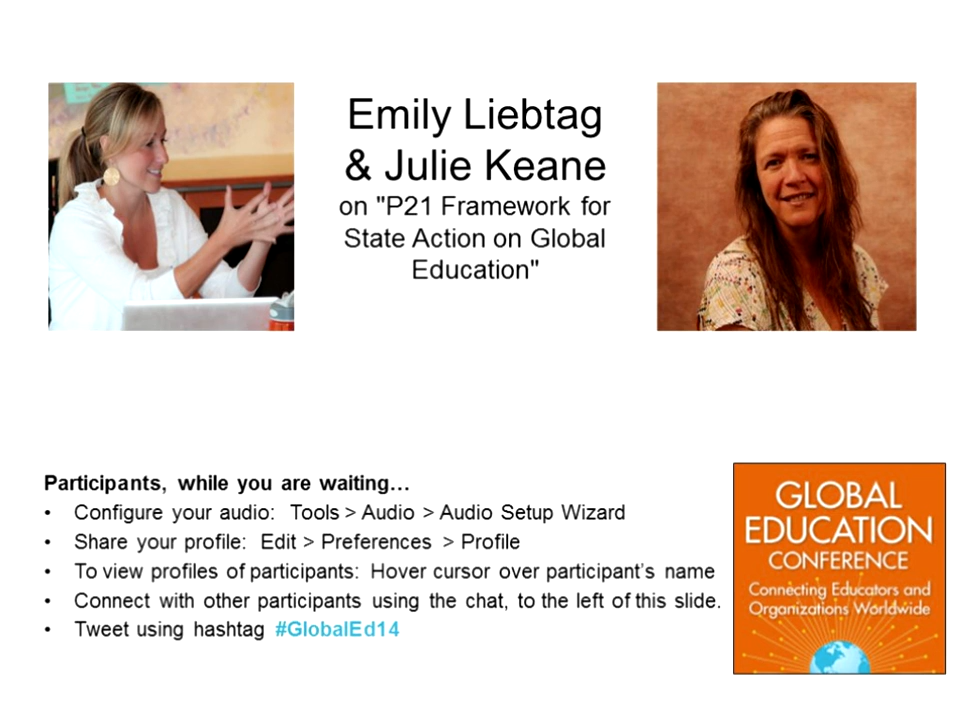 Emily Liebtag
& Julie Keane
on "P21 Framework for
State Action on Global
Education"
Participants, while you are waiting…
• Configure your audio: Tools > Audio > Audio Setup Wizard
• Share your profile: Edit > Preferences > Profile
• To view profiles of participants: Hover cursor over participant's name
• Connect with other participants using the chat, to the left of this slide.
• Tweet using hashtag #GlobalEd14
GLOBAL
EDUCATION
CONFERENCE
Connecting Educators and
Organizations Worldwide